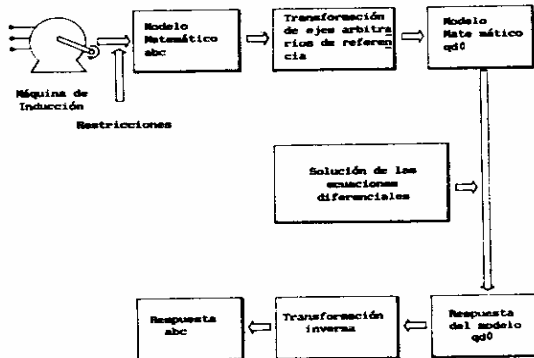 Modelo
Matemático
abc
Transformación
de ejes arbitra
rios de referen
cia
Modelo
Mate mático
qd0
Máquina de
Inducción
Restricciones
Solución de las
ecuaciones
diferenciales
Respuesta
abc
Transformación
inversa
Respuesta
del modelo
qd0